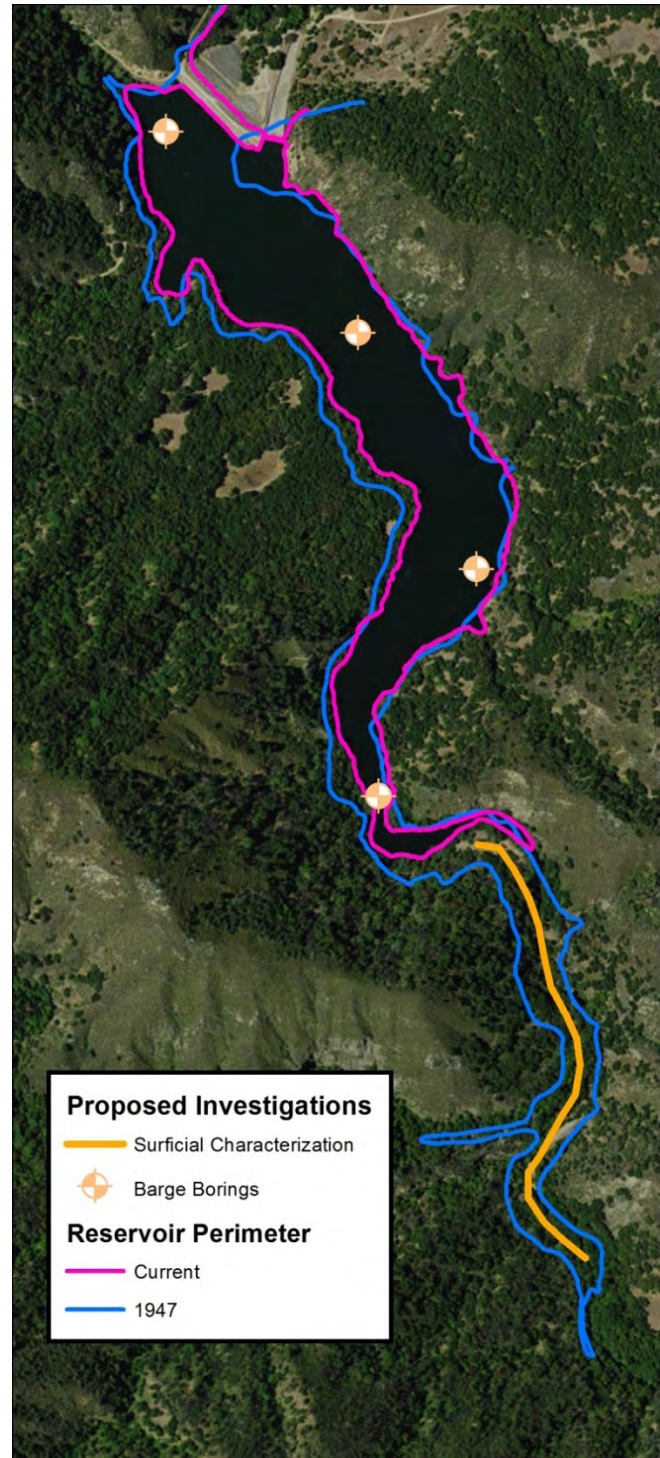 Proposed Investigations
Surficial Characterization
Barge Borings
Reservoir Perimeter
Current
1947